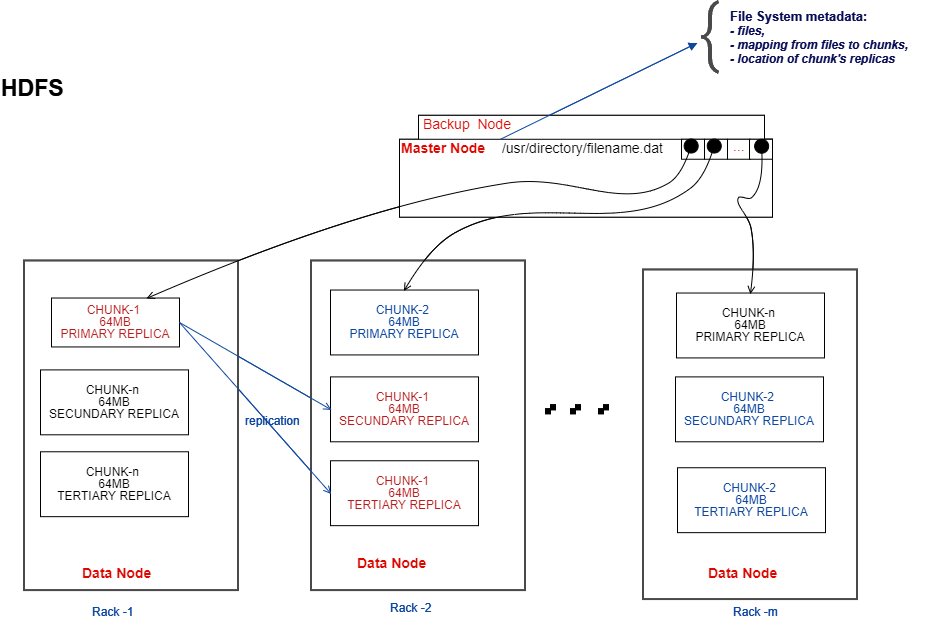 File System metadata:
- files,
- mapping from files to chunks,
- location of chunk's replicas
HDFS
Backup Node
Master Node /usr/directory/filename.dat ...
CHUNK-1
64MB
PRIMARY REPLICA
CHUNK-n
64MB
SECUNDARY REPLICA
CHUNK-n
64MB
TERTIARY REPLICA
Data Node
Rack -1
replication
CHUNK-2
64MB
PRIMARY REPLICA
CHUNK-1
64MB
SECUNDARY REPLICA
CHUNK-1
64MB
TERTIARY REPLICA
Data Node
Rack -2
CHUNK-n
64MB
PRIMARY REPLICA
CHUNK-2
64MB
SECUNDARY REPLICA
CHUNK-2
64MB
TERTIARY REPLICA
Data Node
Rack -m